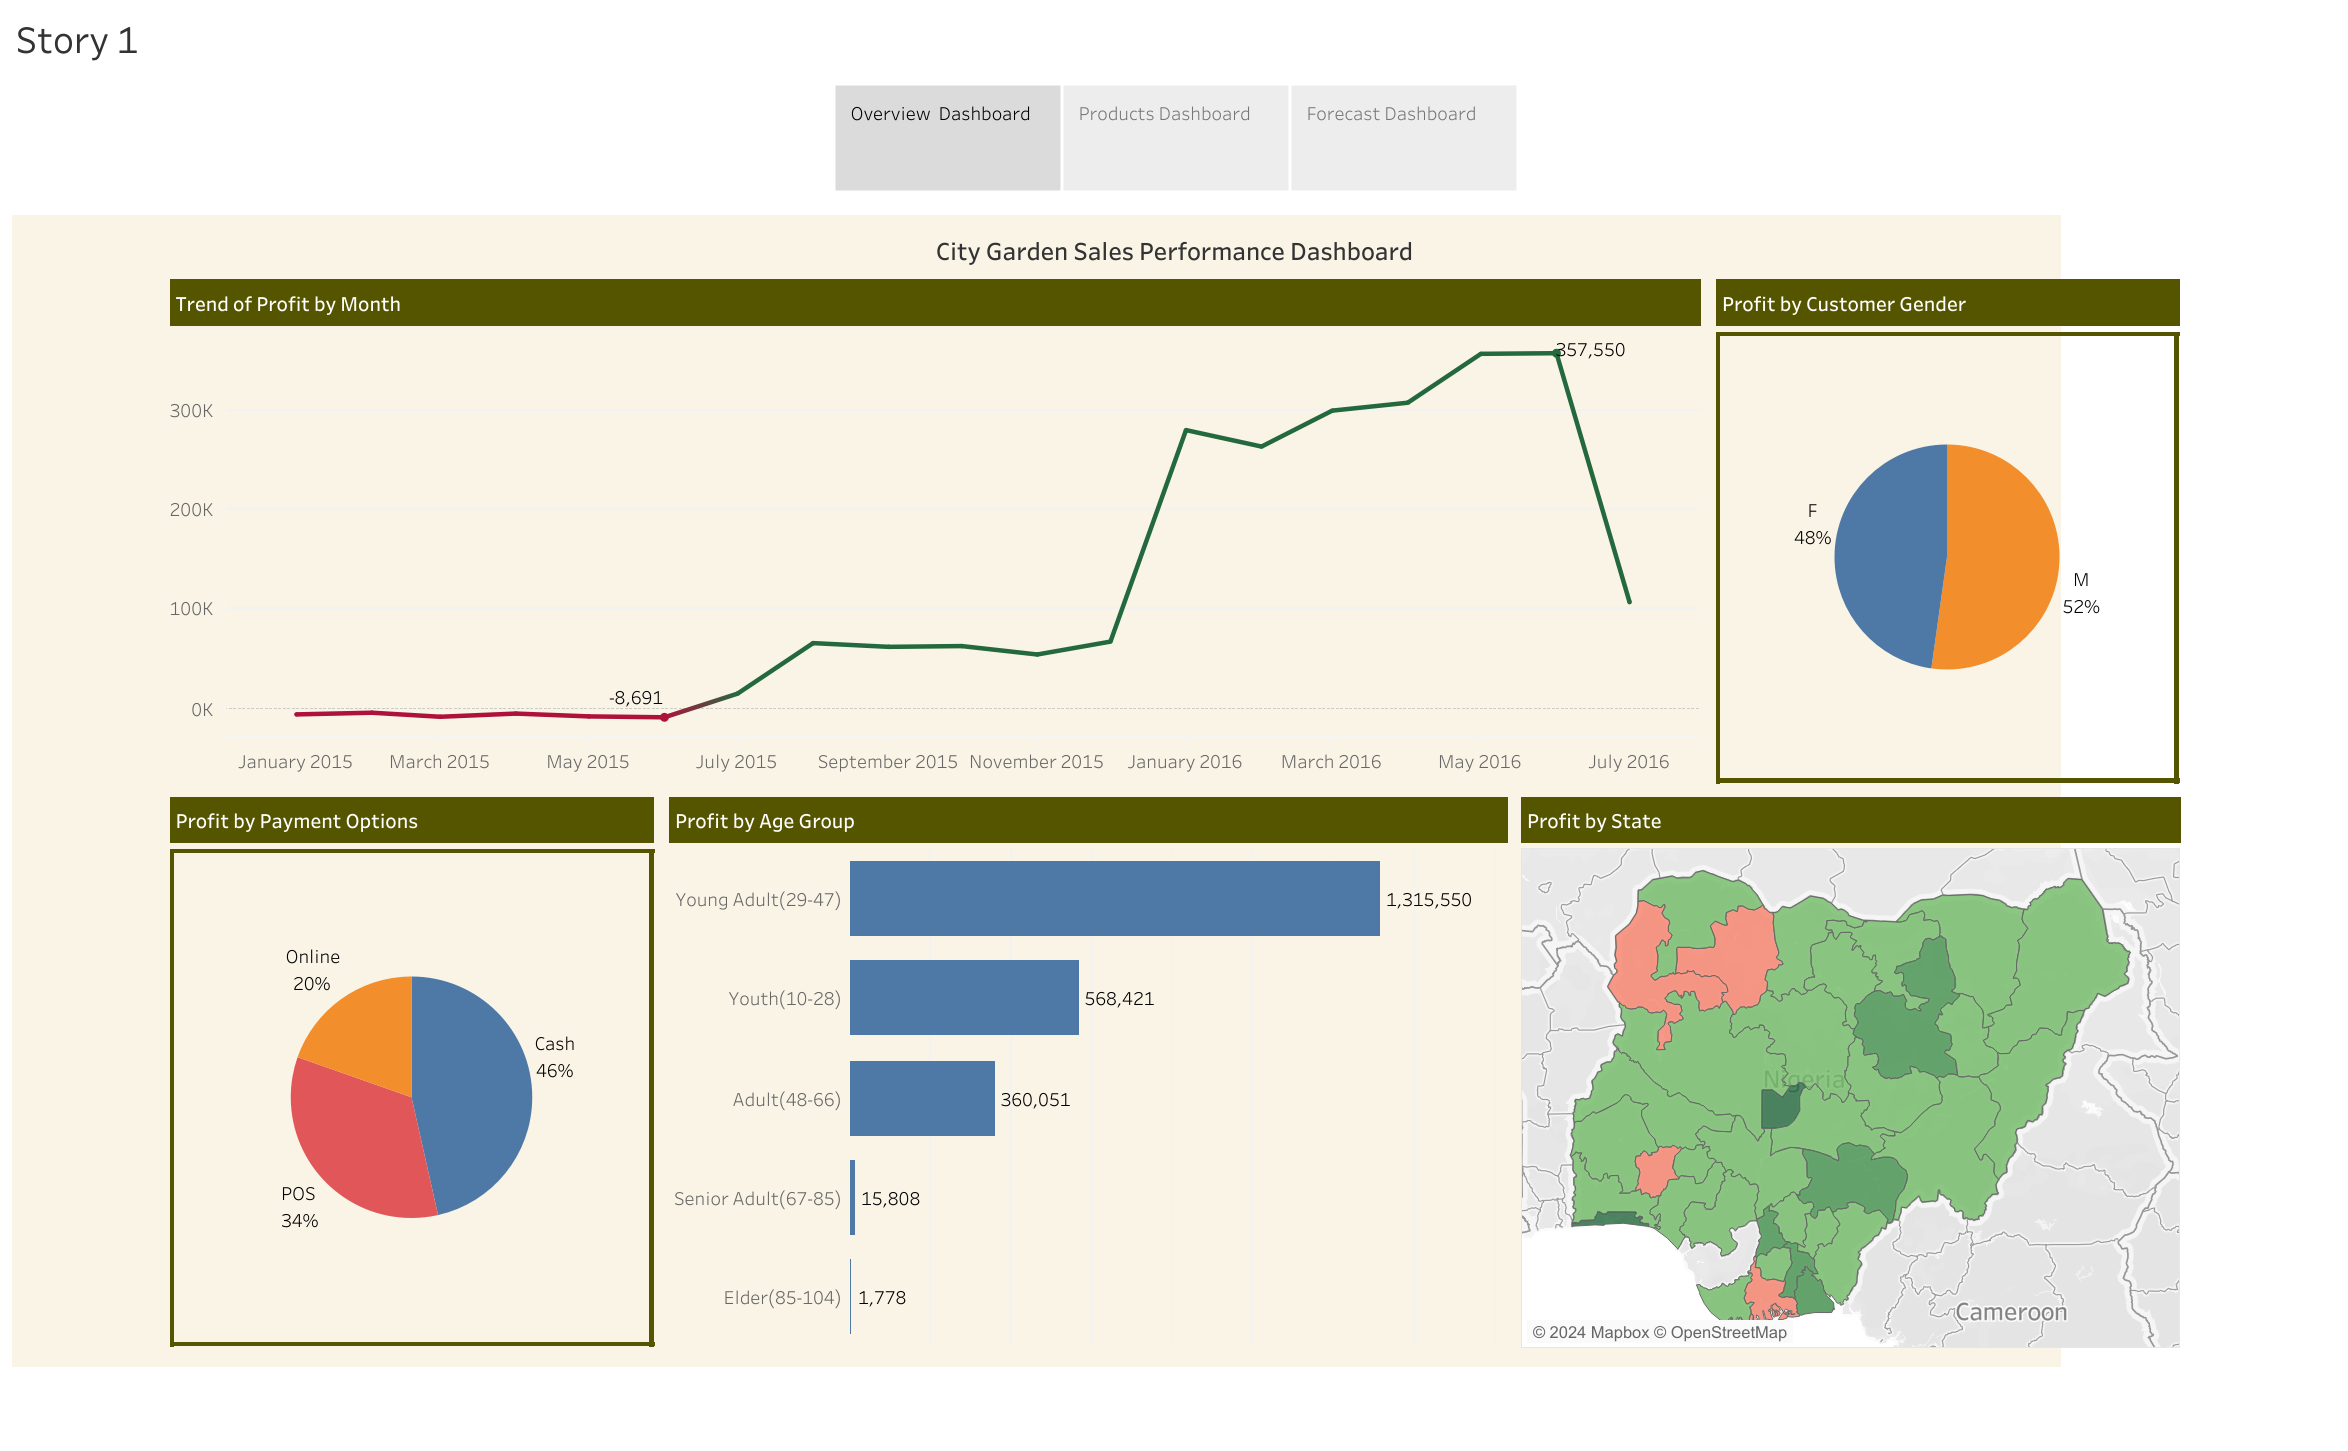 Story 1
Overview  Dashboard
Products Dashboard
Forecast Dashboard
City Garden Sales Performance Dashboard
Trend of Profit by Month
357,550
300K
200K
100K
0K
-8,691
January 2015
March 2015
May 2015
July 2015
September 2015
November 2015
January 2016
March 2016
May 2016
July 2016
Profit by Customer Gender
F
48%
M
52%
Profit by Payment Options
Online
20%
Cash
46%
POS
34%
Profit by Age Group
Young Adult(29-47)
1,315,550
Youth(10-28)
568,421
Adult(48-66)
360,051
Senior Adult(67-85)
15,808
Elder(85-104)
1,778
Profit by State
Nigeria
Cameroon
© 2024 Mapbox © OpenStreetMap